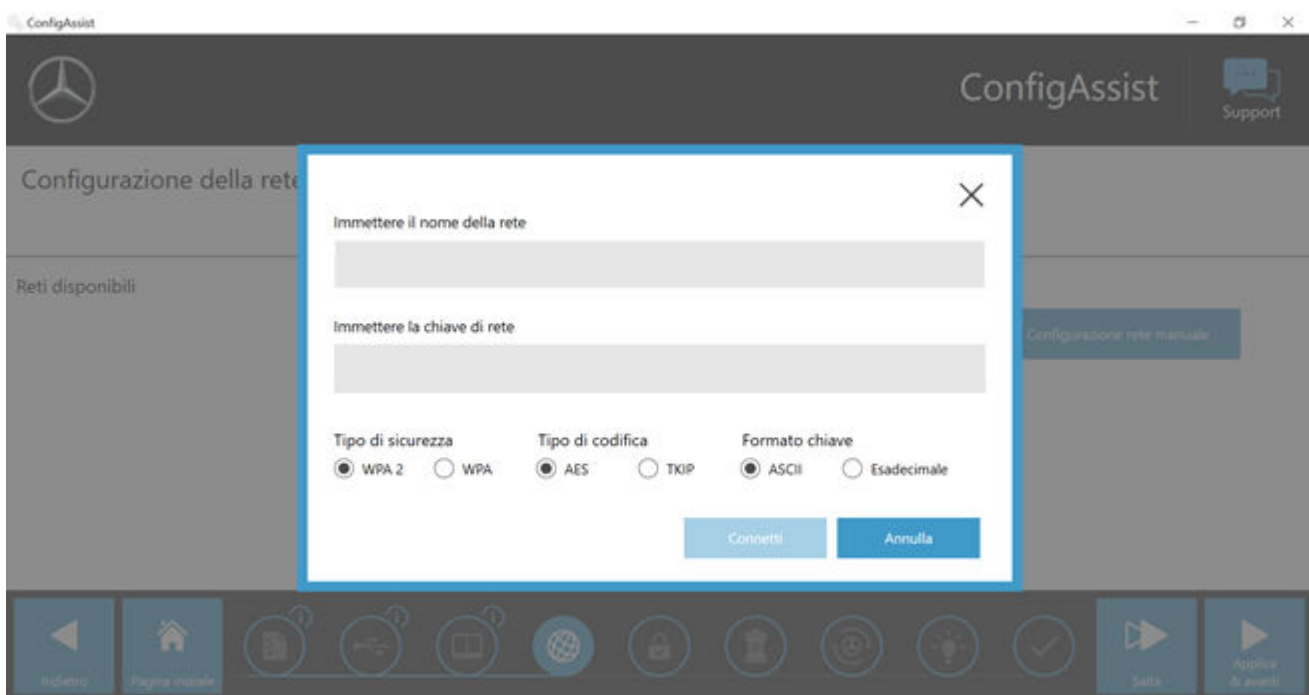 ConfigAssist
ConfigAssist
Support
Configurazione della rete
Immettere il nome della rete
Reti disponibili
Immettere la chiave di rete
Configurazione rete manuale
Tipo di sicurezza
Tipo di codifica
Formato chiave
WPA 2
WPA
AES
TKIP
ASCII
Esadecimale
Connetti
Annulla
Indietro
Pagina iniziale
Salta
Applica
& avanti